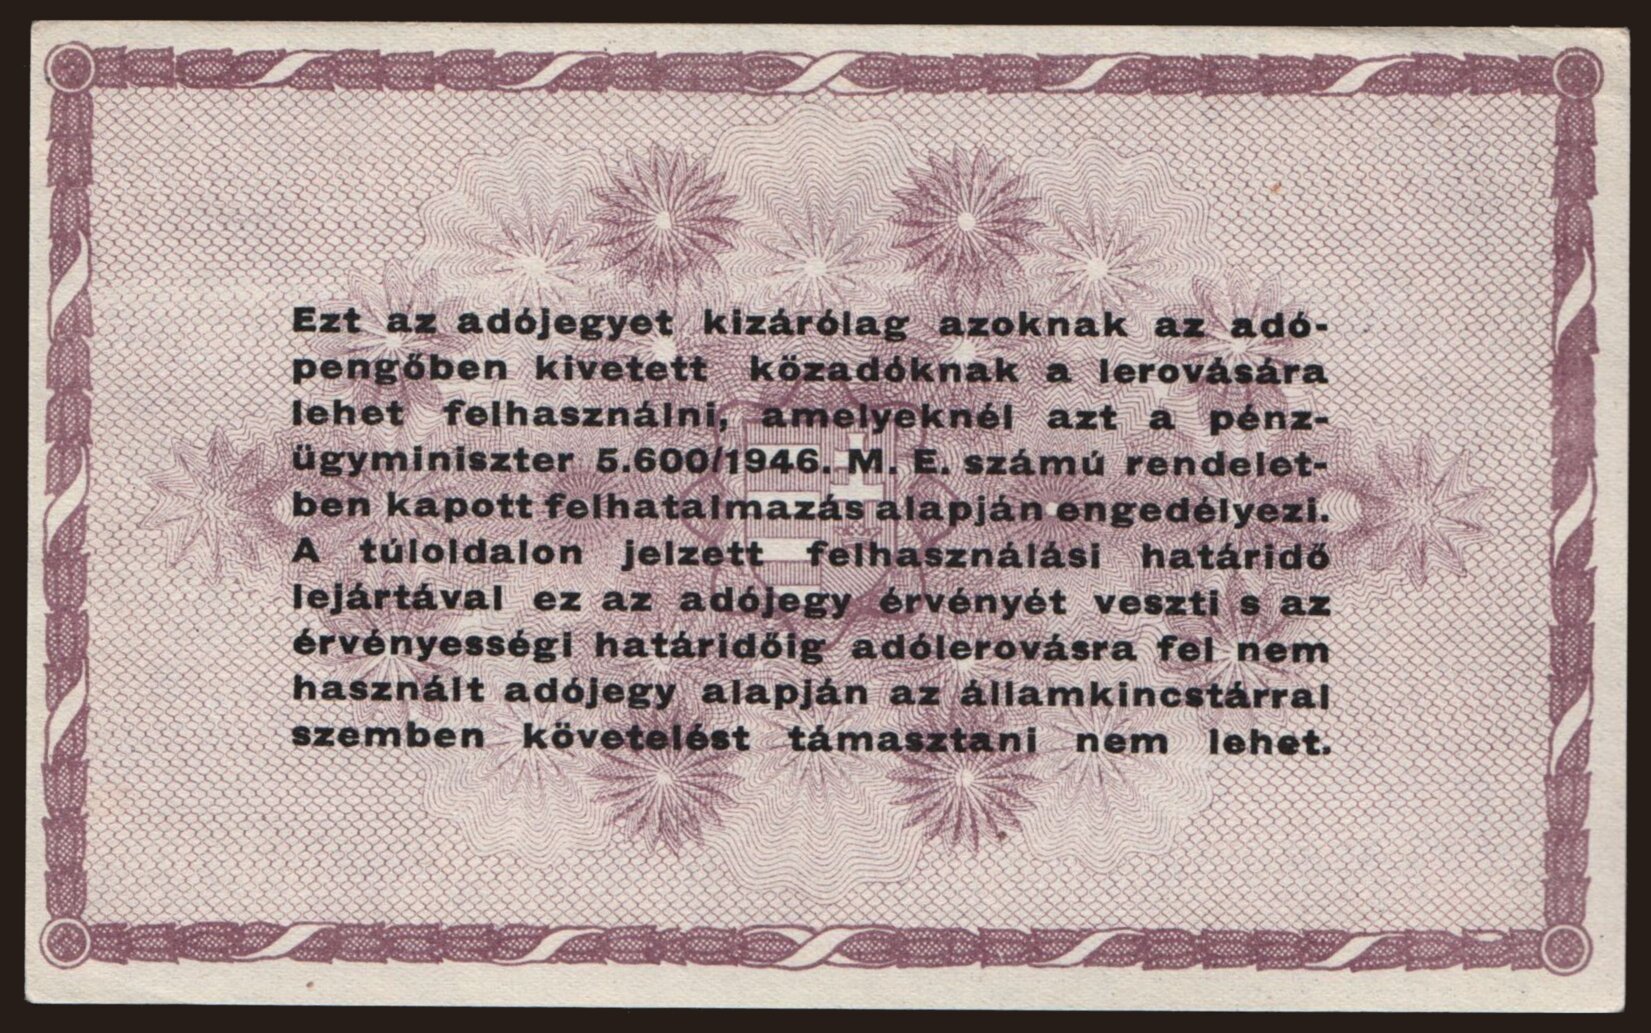 Ezt az adójegyet kizárólag azoknak az adó-
pengőben kivetett közadóknak a lerovására
lehet felhasználni, amelyeknél azt a pénz-
ügyminiszter 5.600/1946. M. E. számú rendelet-
ben kapott felhatalmazás alapján engedélyezi.
A túloldalon jelzett felhasználási határidő
lejártával ez az adójegy érvényét veszti s az
érvényességi határidőig adólerovásra fel nem
használt adójegy alapján az államkincstárral
szemben követelést támasztani nem lehet.